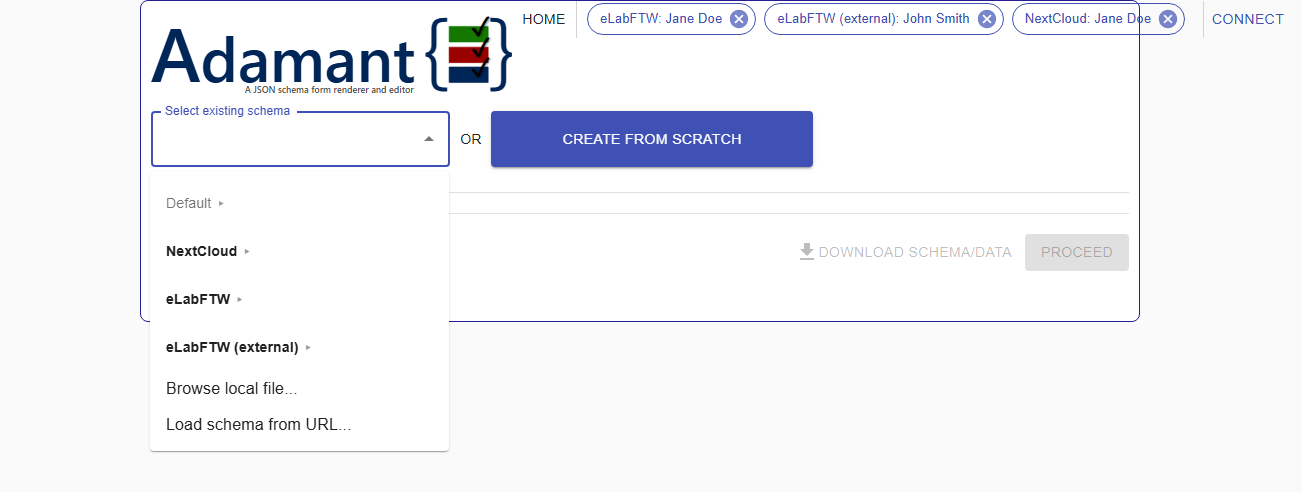 HOME
eLabFTW: Jane Doe
eLabFTW (external): John Smith
NextCloud: Jane Doe
CONNECT
Adamant
A JSON schema form renderer and editor
Select existing schema
OR
CREATE FROM SCRATCH
Default
NextCloud
eLabFTW
eLabFTW (external)
Browse local file...
Load schema from URL...
DOWNLOAD SCHEMA/DATA
PROCEED